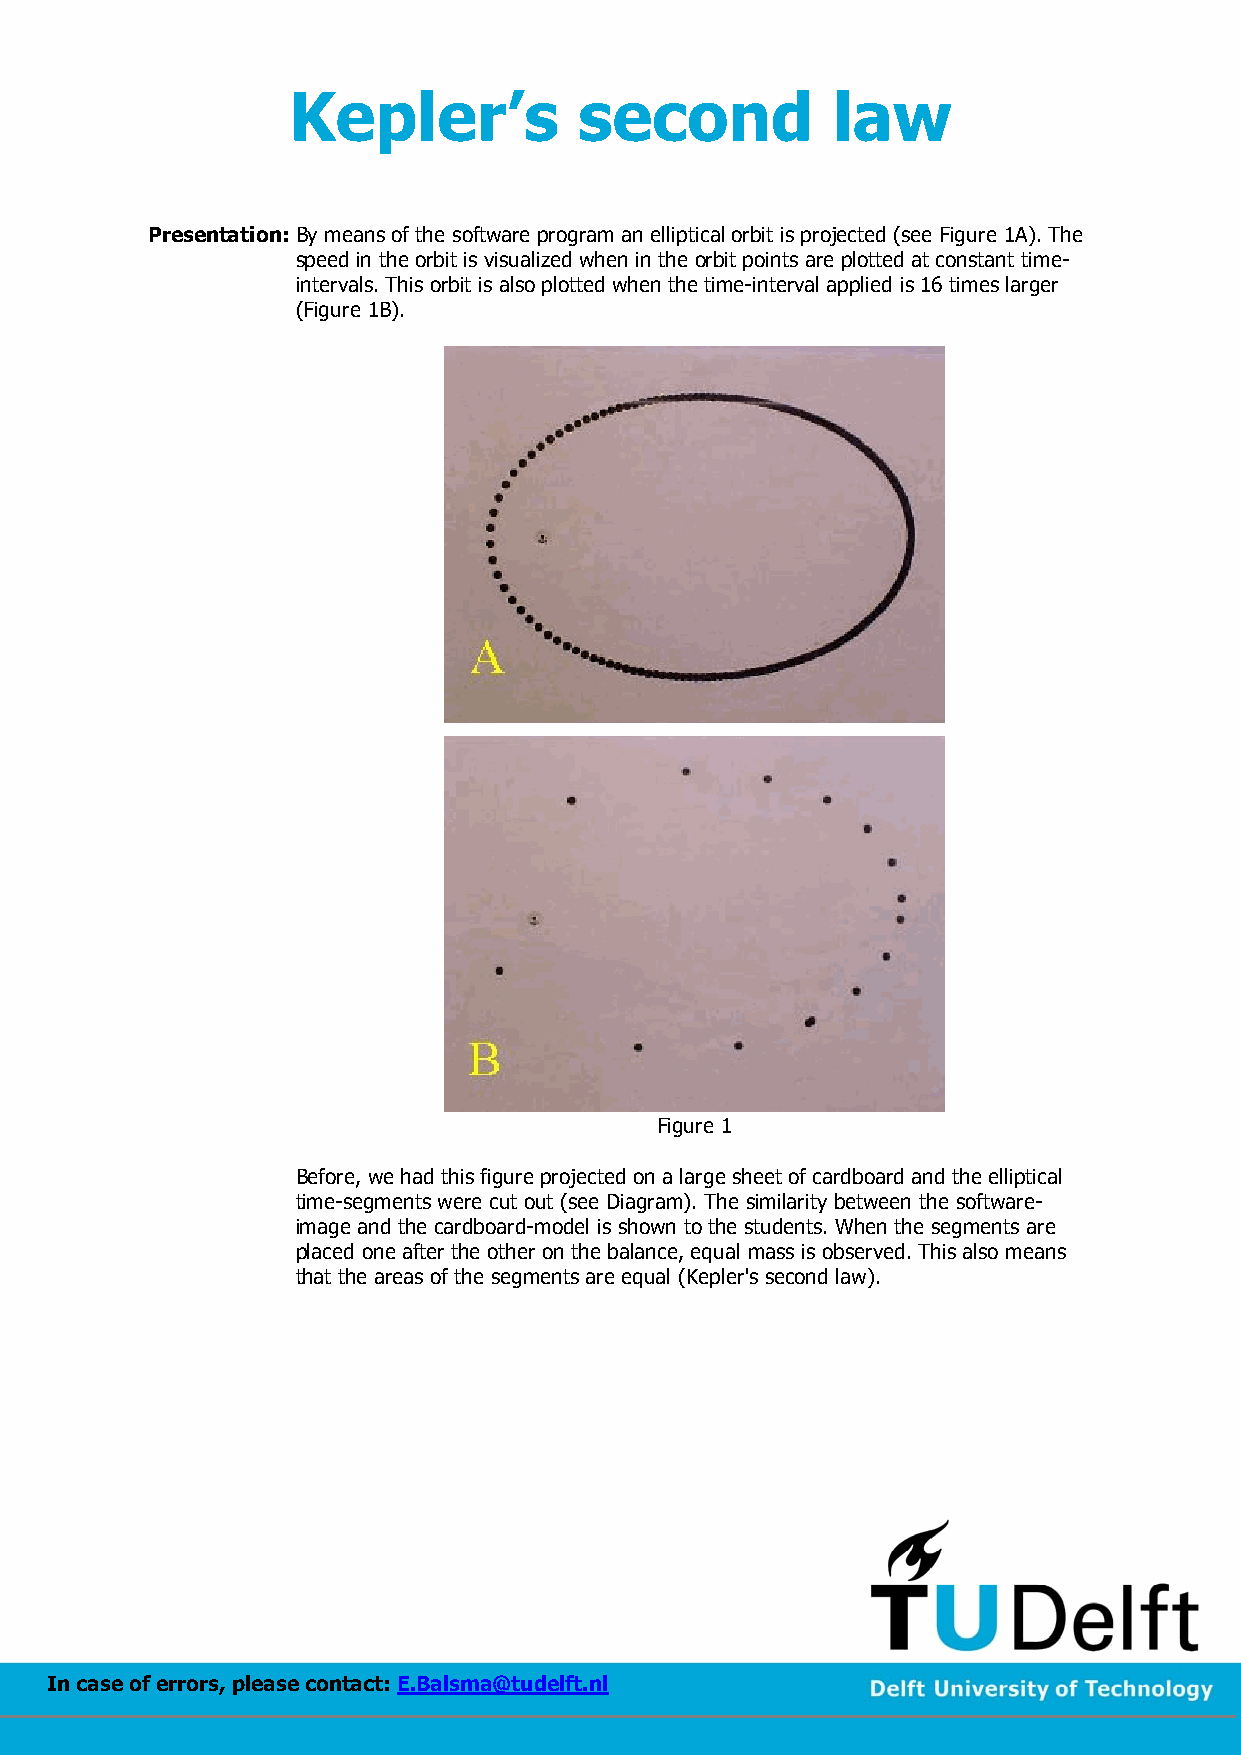 Kepler’s second law
Presentation: By means of the software program an elliptical orbit is projected (see Figure 1A). The
speed in the orbit is visualized when in the orbit points are plotted at constant time-
intervals. This orbit is also plotted when the time-interval applied is 16 times larger
(Figure 1B).
A
B
Figure 1
Before, we had this figure projected on a large sheet of cardboard and the elliptical
time-segments were cut out (see Diagram). The similarity between the software-
image and the cardboard-model is shown to the students. When the segments are
placed one after the other on the balance, equal mass is observed. This also means
that the areas of the segments are equal (Kepler's second law).
TUDelft
In case of errors, please contact: E.Balsma@tudelft.nl
Delft University of Technology